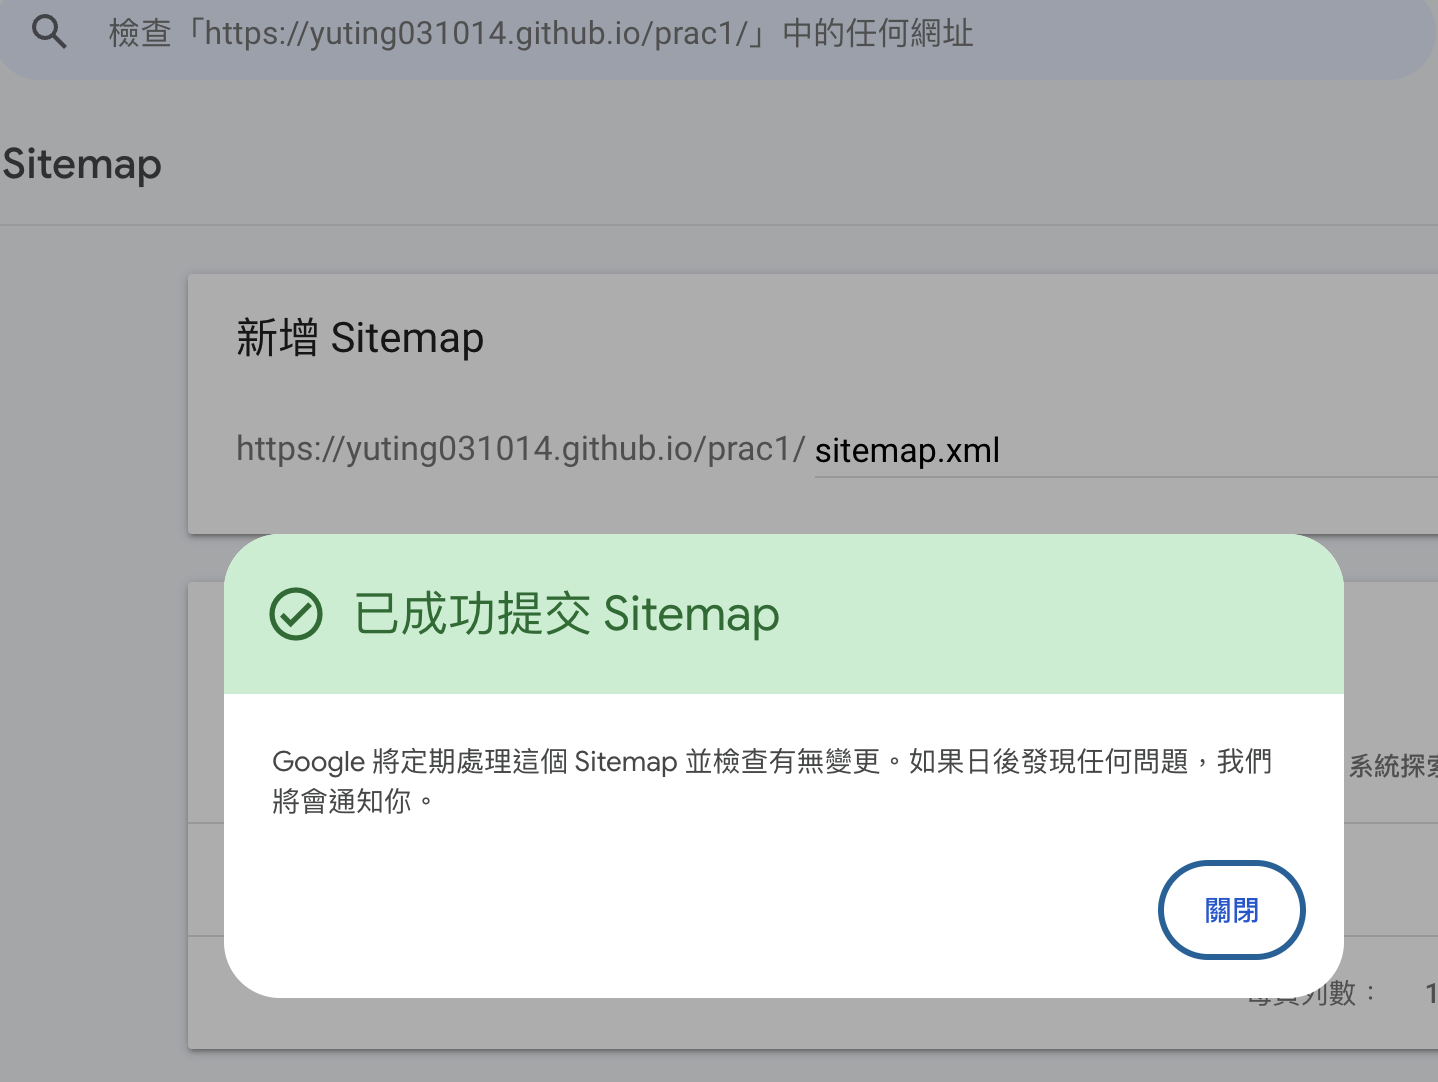 檢查「https://yuting031014.github.io/prac1/」中的任何網址
Sitemap
新增 Sitemap
https://yuting031014.github.io/prac1/ sitemap.xml
已成功提交 Sitemap
Google 將定期處理這個 Sitemap 並檢查有無變更。如果日後發現任何問題，我們
將會通知你。
系統探索
關閉
每頁列數：
1